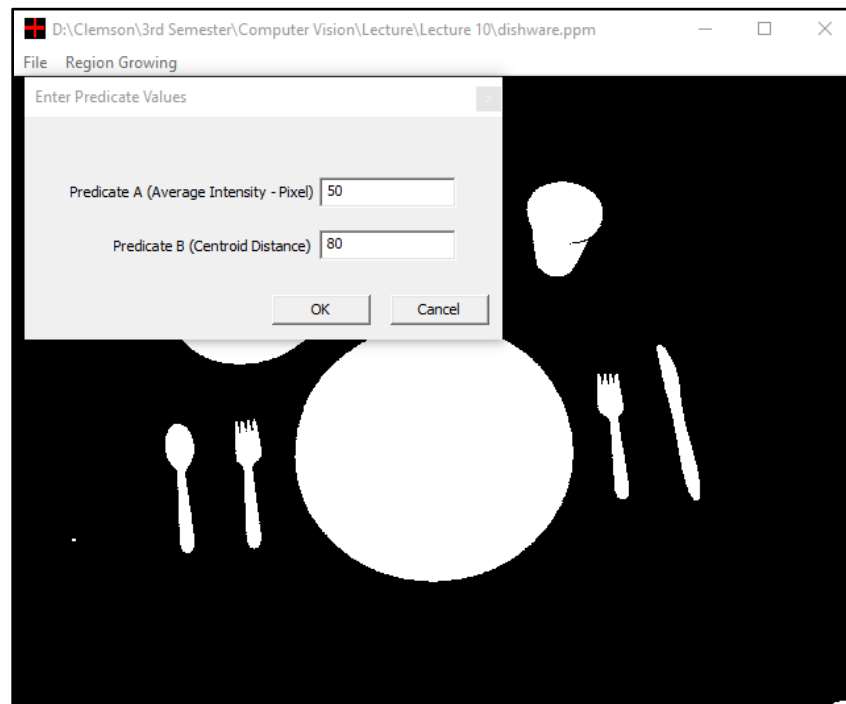 D:\Clemson\3rd Semester\Computer Vision\Lecture\Lecture 10\dishware.ppm
File Region Growing
Enter Predicate Values
Predicate A (Average Intensity - Pixel) 50
Predicate B (Centroid Distance) 80
OK Cancel